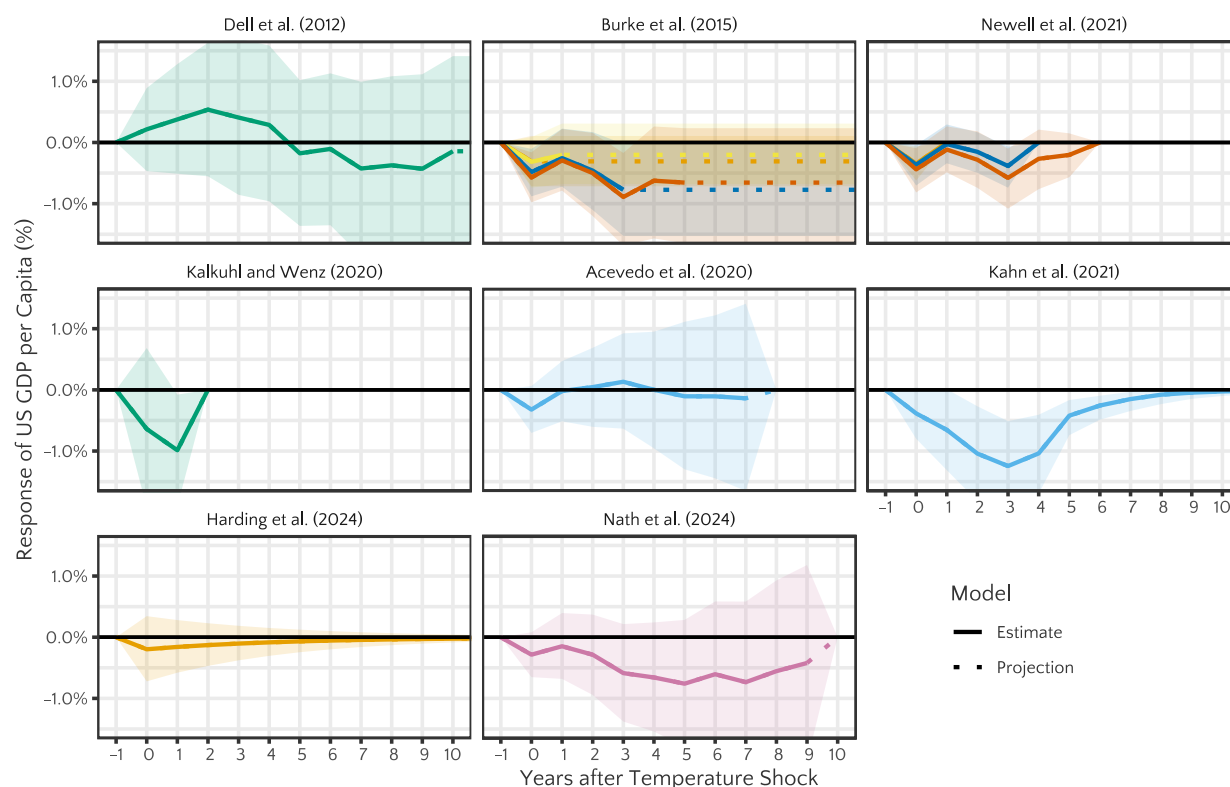 Dell et al. (2012)
Burke et al. (2015)
Newell et al. (2021)
1.0%
0.0%
−1.0%
Kalkuhl and Wenz (2020)
Acevedo et al. (2020)
Kahn et al. (2021)
1.0%
0.0%
−1.0%
−1 0 1 2 3 4 5 6 7 8 9 10
Harding et al. (2024)
Nath et al. (2024)
1.0%
0.0%
−1.0%
−1 0 1 2 3 4 5 6 7 8 9 10
−1 0 1 2 3 4 5 6 7 8 9 10
Response of US GDP per Capita (%)
Years after Temperature Shock
Model
Estimate
Projection